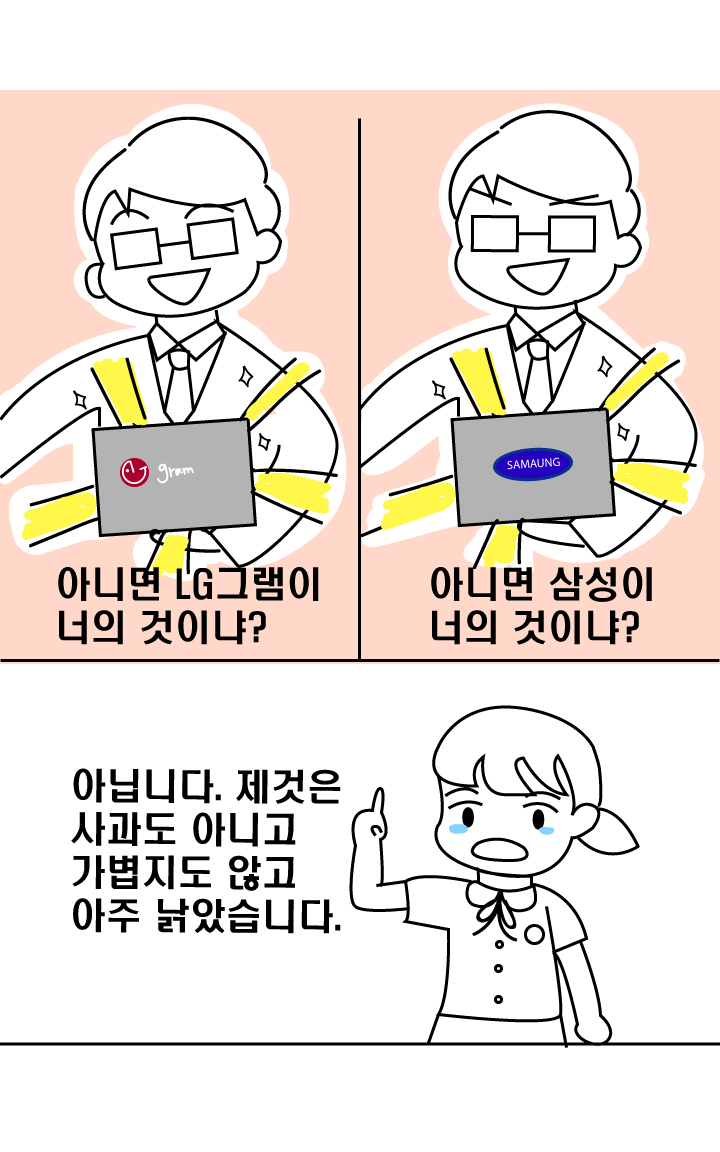 gram
SAMAUNG
아니면 LG그램이
너의 것이냐?
아니면 삼성이
너의 것이냐?
아닙니다. 제것은
사과도 아니고
가볍지도 않고
아주 낡았습니다.